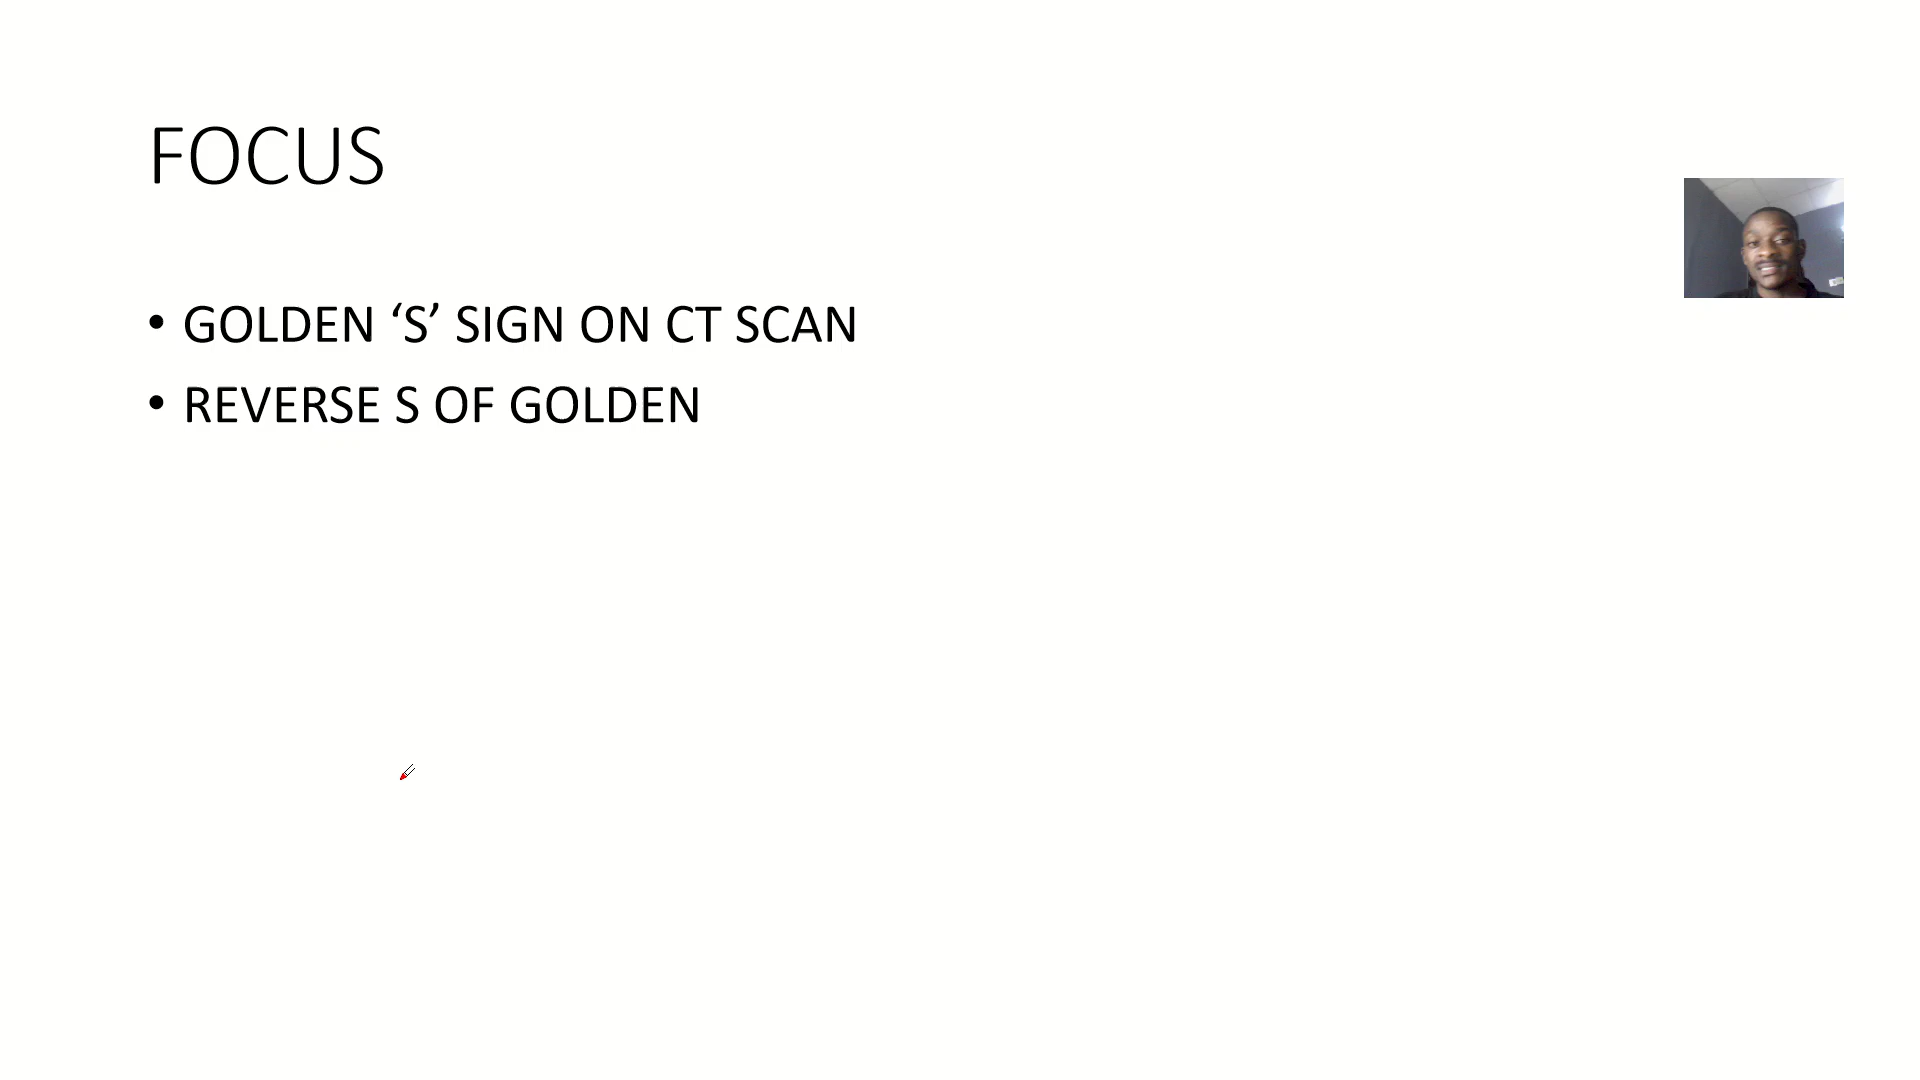 FOCUS
• GOLDEN ‘S’ SIGN ON CT SCAN
• REVERSE S OF GOLDEN